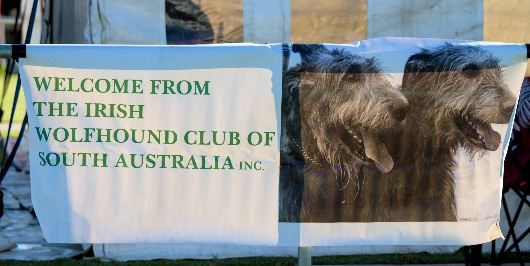 WELCOME FROM
THE IRISH
WOLFHOUND CLUB OF
SOUTH AUSTRALIA INC.